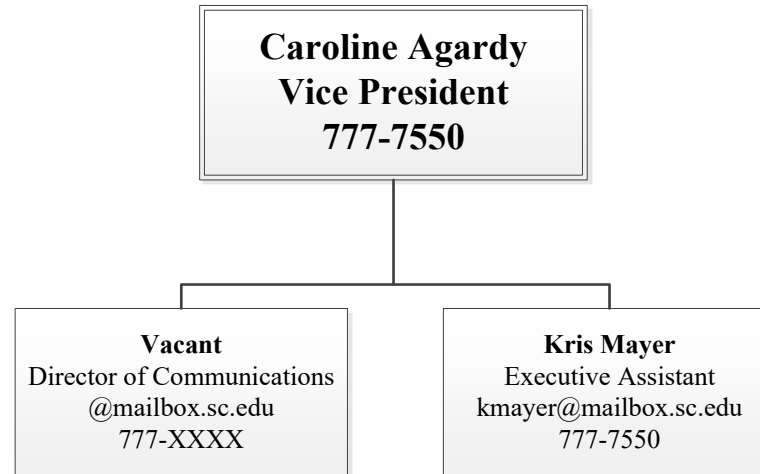 Caroline Agardy
Vice President
777-7550
Vacant
Director of Communications
@mailbox.sc.edu
777-XXXX
Kris Mayer
Executive Assistant
kmayer@mailbox.sc.edu
777-7550